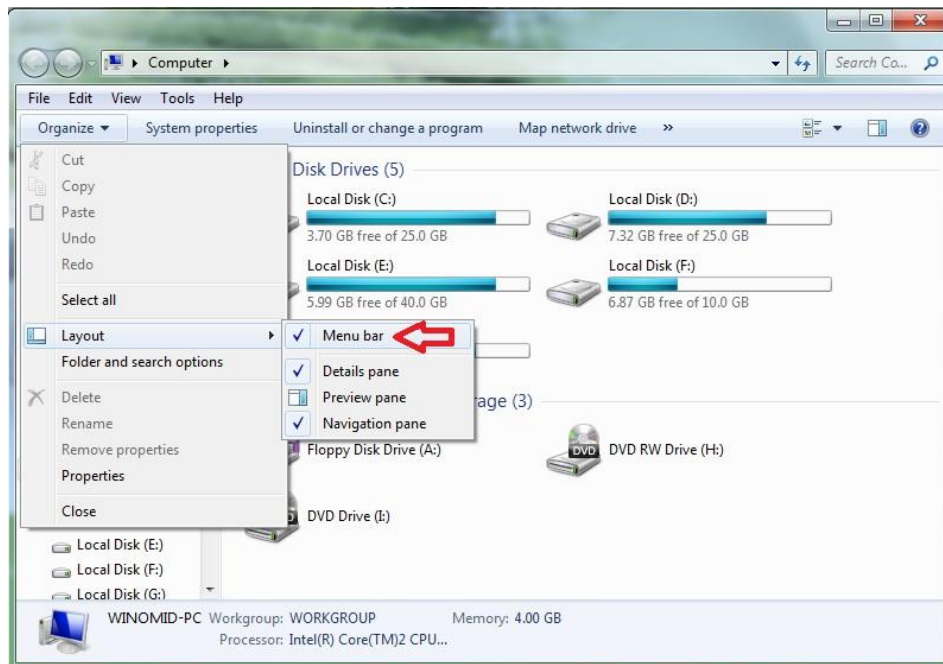 Computer
Search Co...
File Edit View Tools Help
Organize System properties Uninstall or change a program Map network drive »
Cut
Copy
Paste
Undo
Redo
Select all
Layout
Folder and search options
Delete
Rename
Remove properties
Properties
Close
Menu bar
Details pane
Preview pane
Navigation pane
Disk Drives (5)
Local Disk (C:)
3.70 GB free of 25.0 GB
Local Disk (D:)
7.32 GB free of 25.0 GB
Local Disk (E:)
5.99 GB free of 40.0 GB
Local Disk (F:)
6.87 GB free of 10.0 GB
(3)
Floppy Disk Drive (A:)
DVD
DVD RW Drive (H:)
DVD Drive (I:)
Local Disk (E:)
Local Disk (F:)
Local Disk (G:)
WINOMID-PC Workgroup: WORKGROUP Memory: 4.00 GB
Processor: Intel(R) Core(TM)2 CPU...